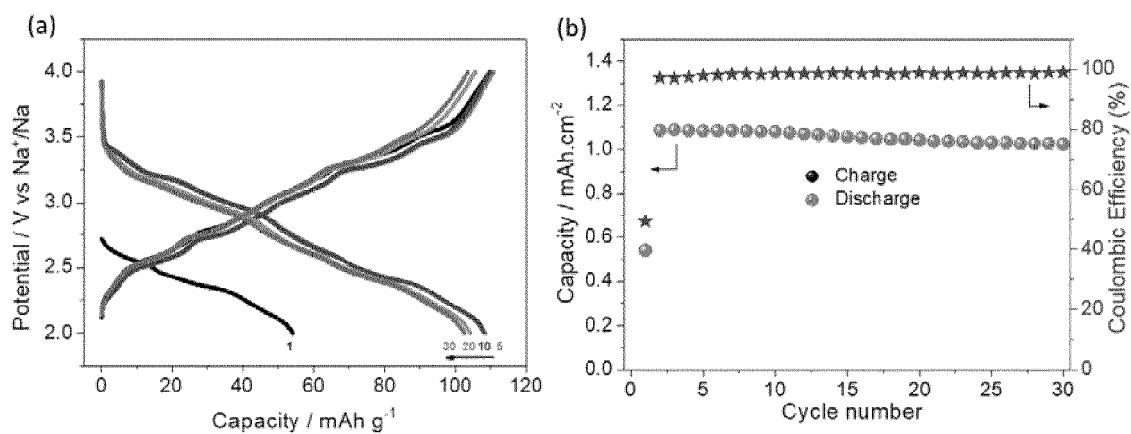 (a)
4.0
3.5
3.0
2.5
2.0
Potential / V vs Na⁺/Na
1
30 20 10 5
0 20 40 60 80 100 120
Capacity / mAh g⁻¹
(b)
1.4
1.2
1.0
0.8
0.6
0.4
0.2
0.0
Capacity / mAh.cm⁻²
Charge
Discharge
100
80
60
40
20
0
Coulombic Efficiency (%)
0 5 10 15 20 25 30
Cycle number